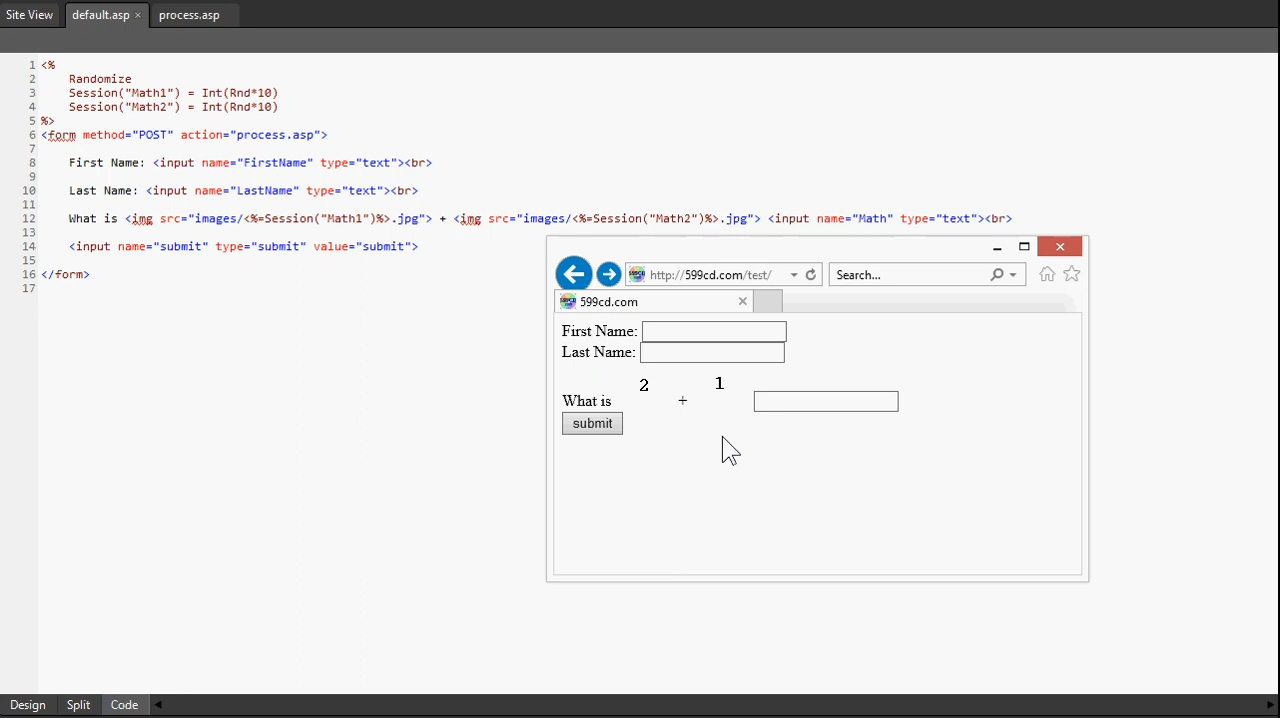 Site View default.asp × process.asp
1 <%
2 Randomize
3 Session("Math1") = Int(Rnd*10)
4 Session("Math2") = Int(Rnd*10)
5 %>
6 <form method="POST" action="process.asp">
7
8 First Name: <input name="FirstName" type="text"><br>
9
10 Last Name: <input name="LastName" type="text"><br>
11
12 What is <img src="images/<%=Session("Math1")%>.jpg"> + <img src="images/<%=Session("Math2")%>.jpg"> <input name="Math" type="text"><br>
13
14 <input name="submit" type="submit" value="submit">
15
16 </form>
17
http://599cd.com/test/ Search...
599cd.com
First Name:
Last Name:
What is 2 + 1
submit
Design Split Code